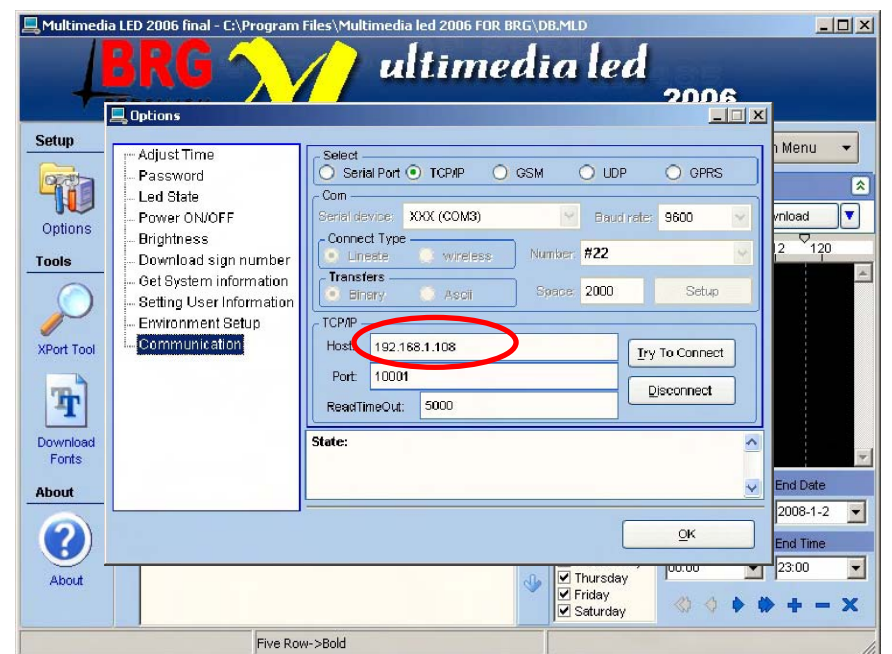 Multimedia LED 2006 final - C:\Program Files\Multimedia led 2006 FOR BRG\DB.MLD
BRG Multimedia led
2006
Options
Setup
Options
Tools
XPort Tool
Download
Fonts
About
About
Adjust Time
Password
Led State
Power ON/OFF
Brightness
Download sign number
Get System information
Setting User Information
Environment Setup
Communication
Select
Serial Port TCP/IP GSM UDP GPRS
Com
Serial device: XXX (COM3) Baud rate: 9600
Connect Type
Lineate wireless Number: #22
Transfers
Binary Ascii Space: 2000 Setup
TCP/IP
Host: 192.168.1.108
Try To Connect
Port: 10001
Disconnect
ReadTimeOut: 5000
State:
OK
Menu
120
End Date
2008-1-2
End Time
00:00 23:00
Thursday
Friday
Saturday
Five Row->Bold